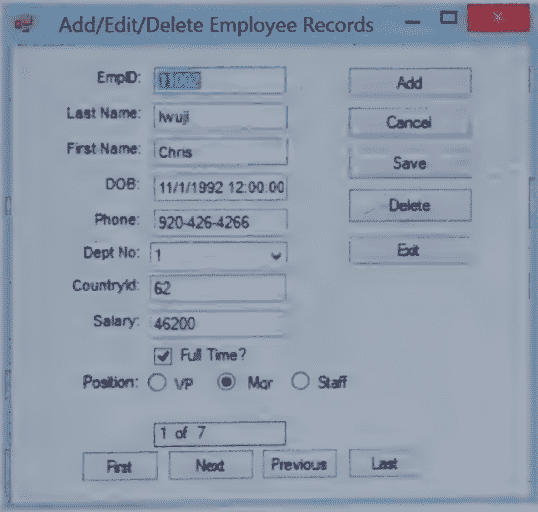 Add/Edit/Delete Employee Records
EmpID:
Add
Last Name: Iwuji
Cancel
First Name: Chris
Save
DOB: 11/1/1992 12:00:00
Delete
Phone: 920-426-4266
Dept No: 1
Exit
CountryId: 62
Salary: 46200
Full Time?
Position: VP Mgr Staff
1 of 7
First Next Previous Last